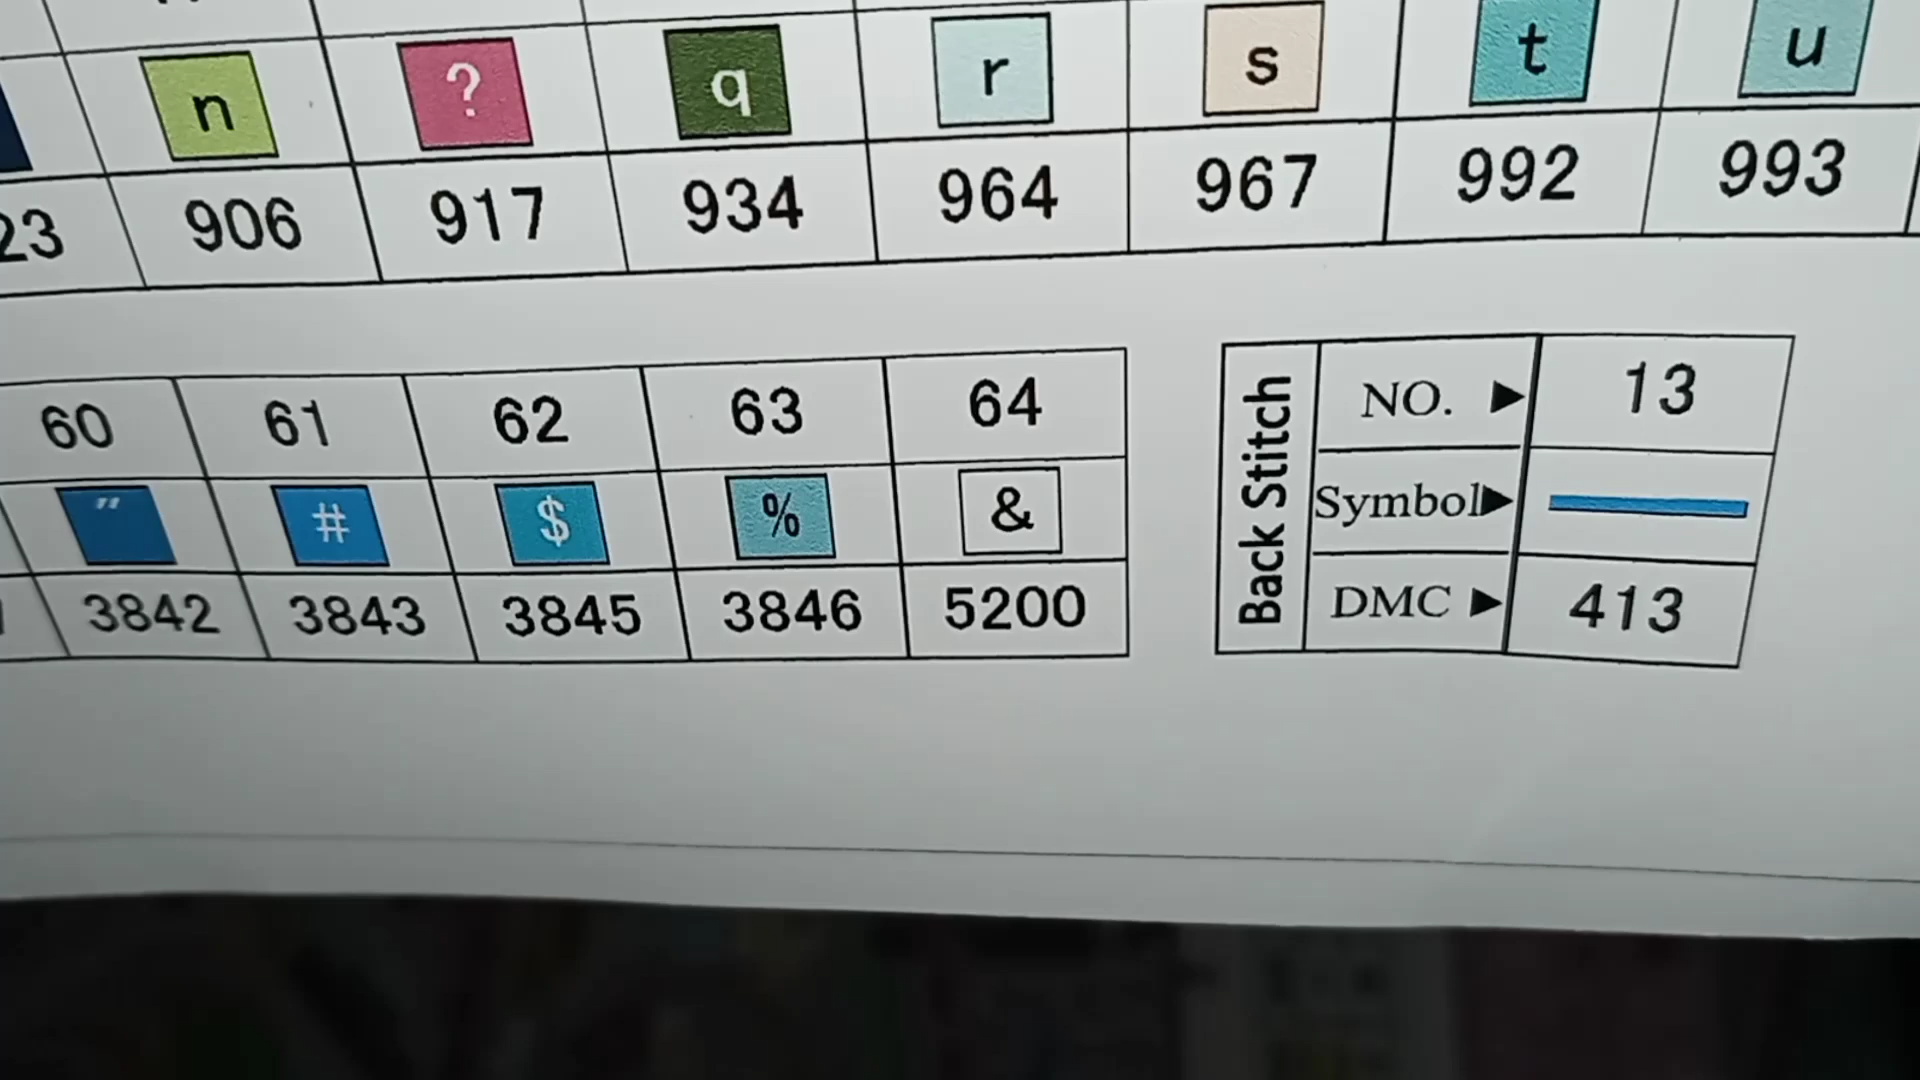 n ? q r s t u
23 906 917 934 964 967 992 993
60 61 62 63 64
" # $ % &
3842 3843 3845 3846 5200
Back Stitch
NO. ▶ 13
Symbol▶
DMC ▶ 413